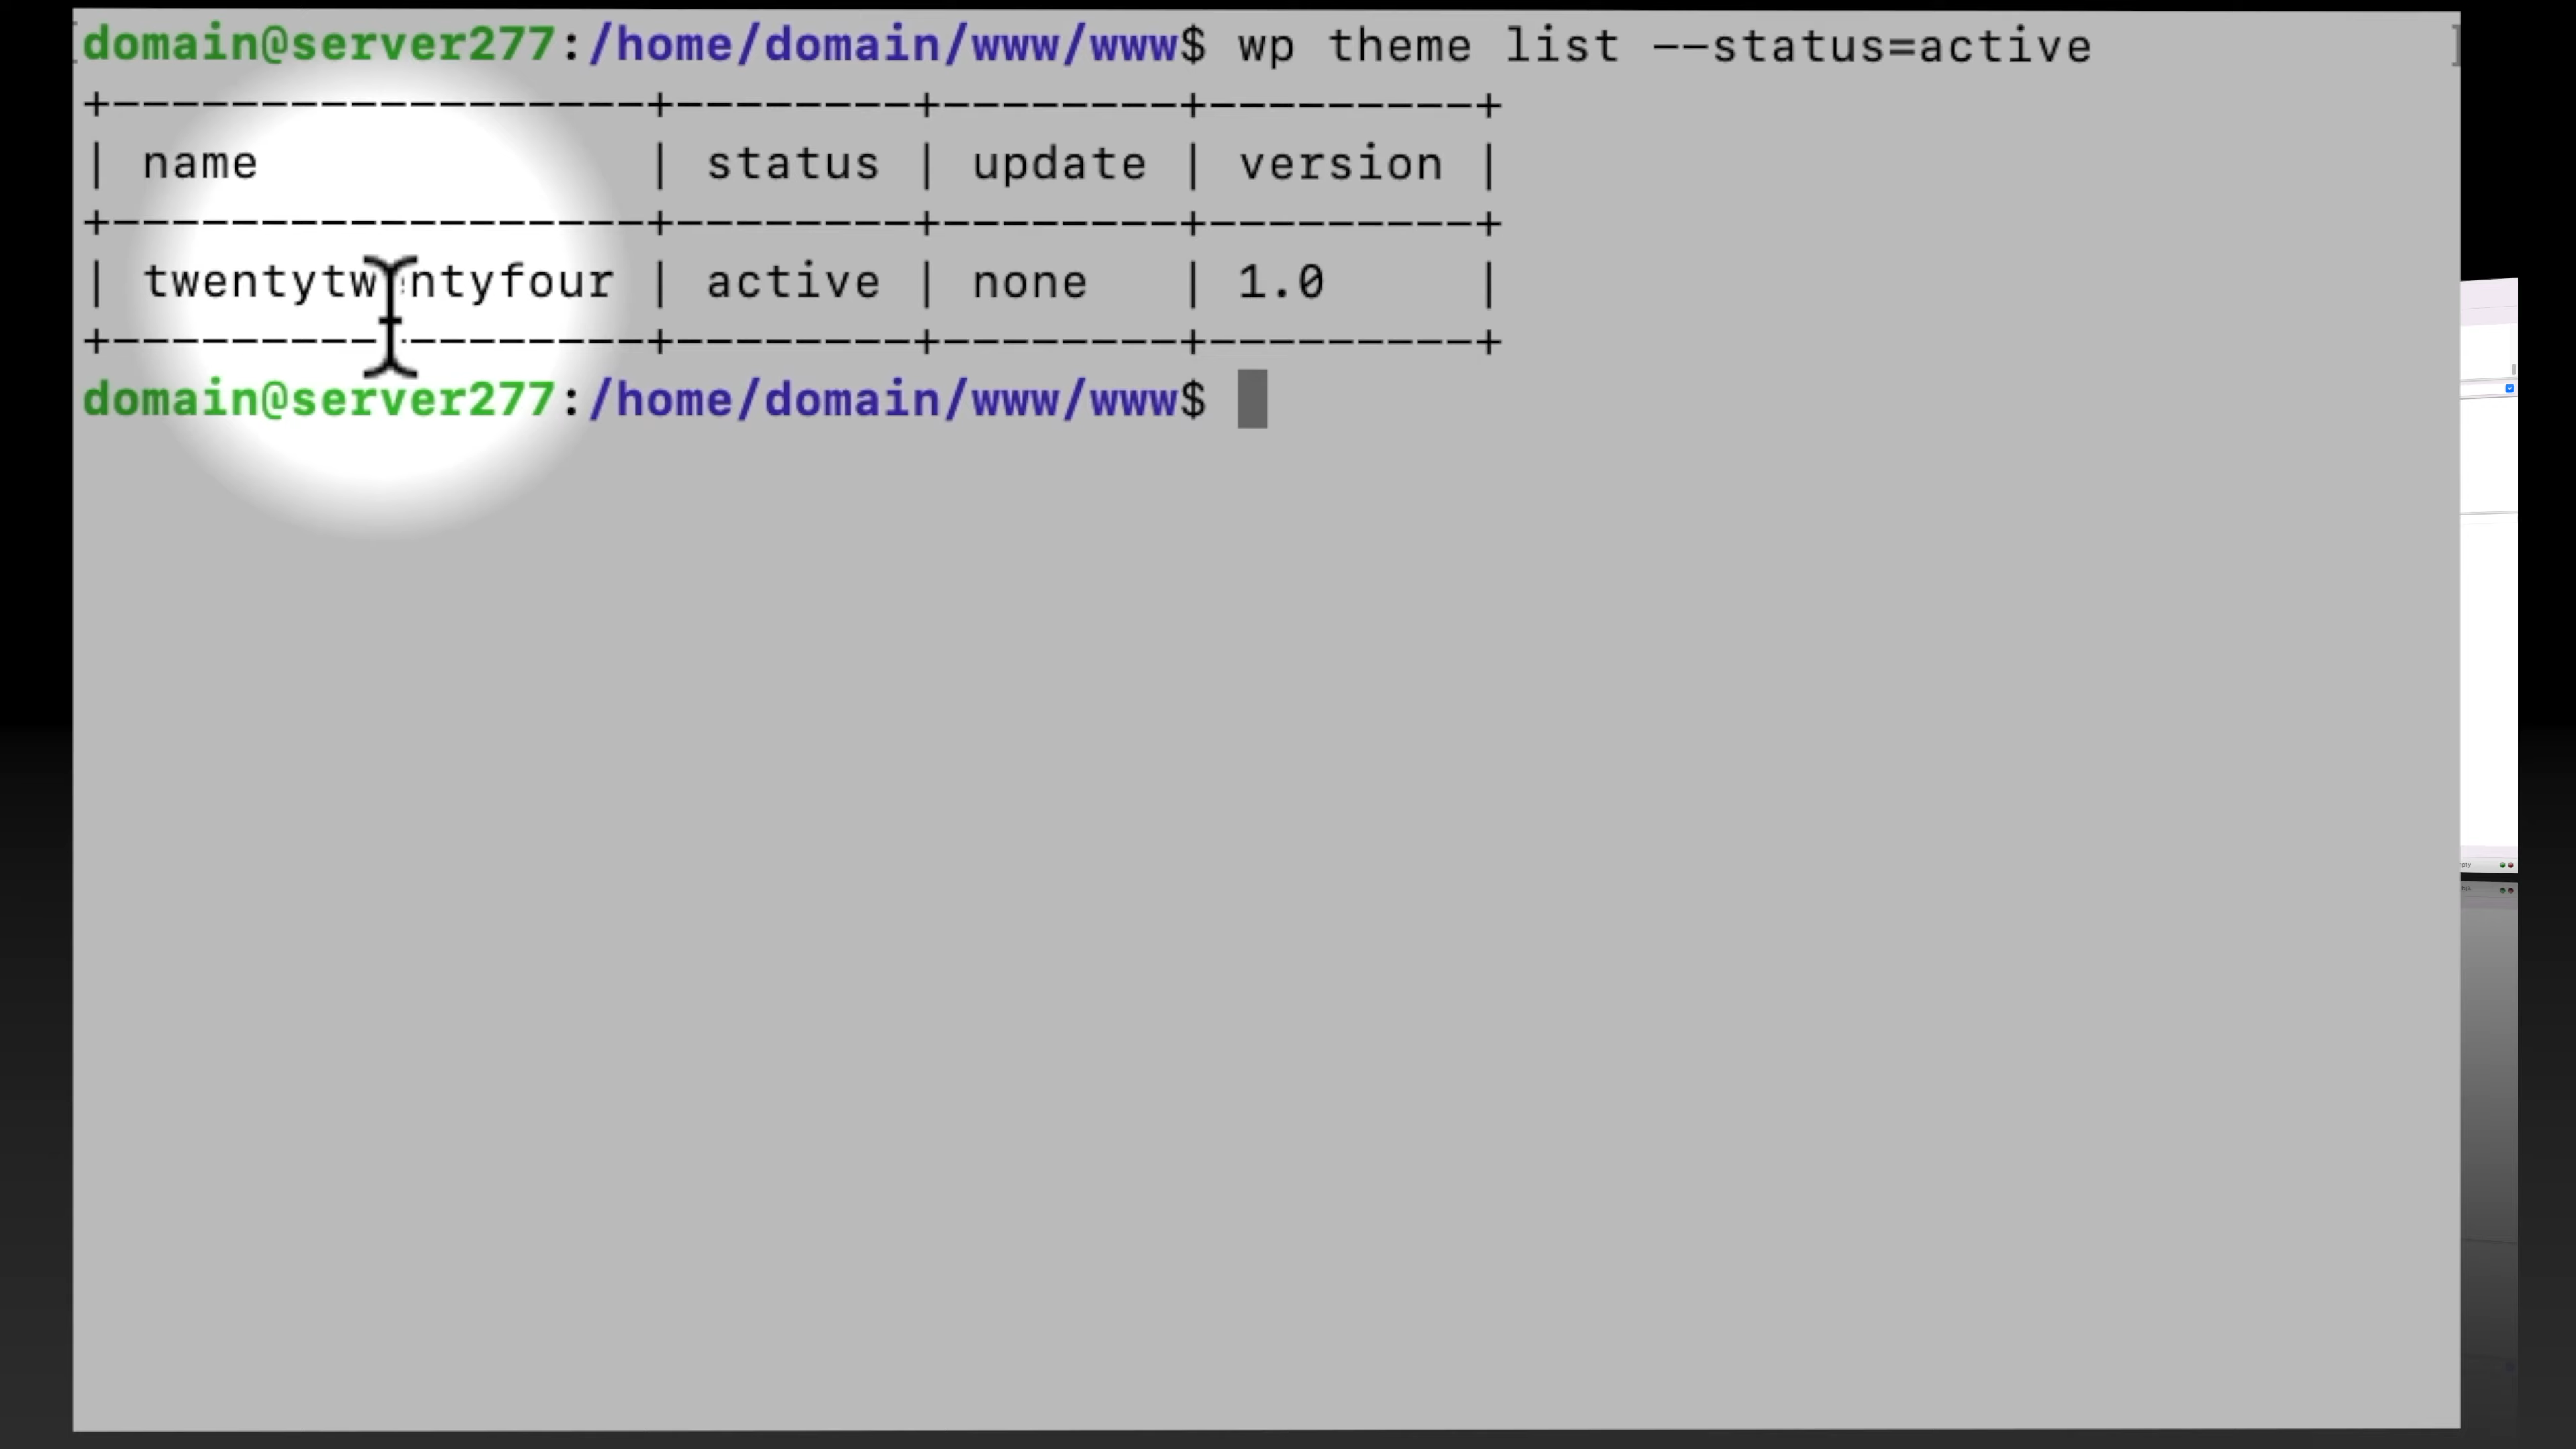 domain@server277:/home/domain/www/www$ wp theme list --status=active
+-------------------+--------+--------+---------+
| name              | status | update | version |
+-------------------+--------+--------+---------+
| twentytwentyfour | active | none   | 1.0     |
+-------------------+--------+--------+---------+
domain@server277:/home/domain/www/www$